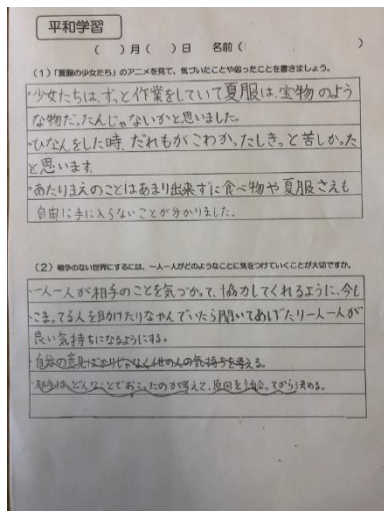 平和学習
(　)月(　)日　名前(　)
(1)「夏服の少女たち」のアニメを見て、気づいたことや思ったことを書きましょう。
・少女たちは、ずっと作業をしていて夏服は、宝物のよう
な物だったんじゃないかと思いました。
・ひなんをした時、だれもがこわかったしきっと苦しかった
と思います。
・あたりまえのことはあまり出来ずに食べ物や夏服さえも
自由に手に入らないことが分かりました。
(2)戦争のない世界にするには、一人一人がどのようなことに気をつけていくことが大切ですか。
・一人一人が相手のことを気づかって、協力してくれるように、今も
こまってる人を助けたりなやんでいたら聞いてあげたり一人一人が
良い気持ちになるようにする。
・自分の意見ばかりじゃなく他の人の気持ちを考える。
どんなことでおこったのか考えて、原因を